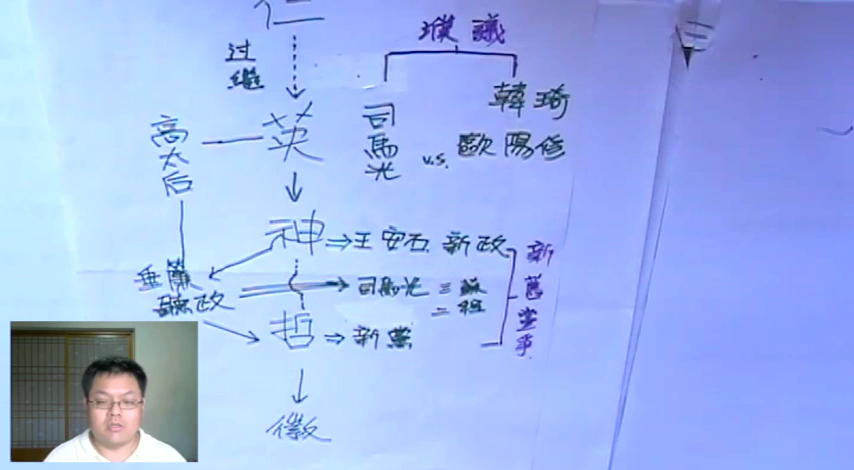 仁
濮議
过繼
韓琦
司馬光
v.s.
歐陽修
高太后
英
神
⇒王安石 新政
新舊黨爭
垂簾聽政
司馬光 三蘇
二程
哲
⇒新黨
徽